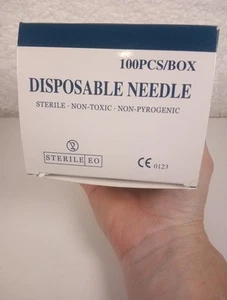 100PCS/BOX
DISPOSABLE NEEDLE
STERILE - NON-TOXIC - NON-PYROGENIC
STERILE EO
CE 0123